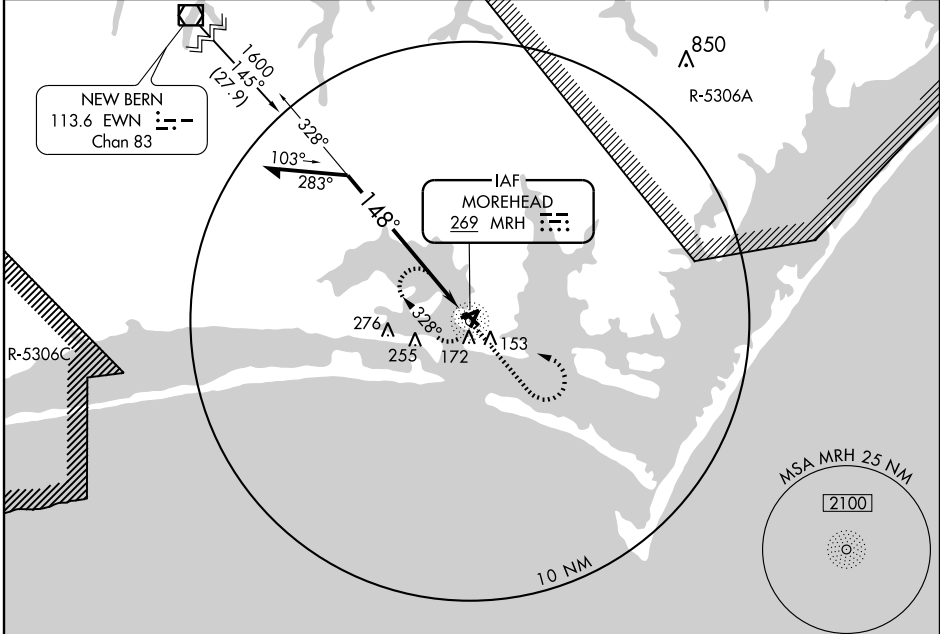 NEW BERN
113.6 EWN
Chan 83
1600
145°
(27.9)
328°
103°
283°
148°
IAF
MOREHEAD
269 MRH
850
R-5306A
R-5306C
328°
276
255
172
153
10 NM
MSA MRH 25 NM
2100